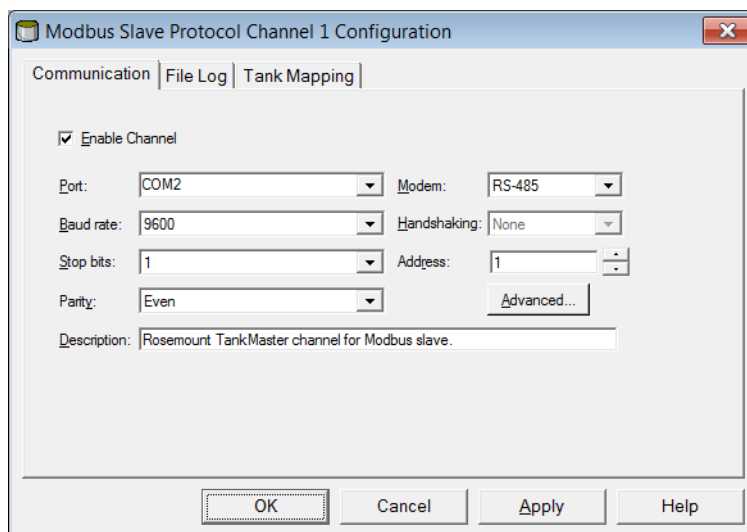 Modbus Slave Protocol Channel 1 Configuration
Communication File Log Tank Mapping
Enable Channel
Port: COM2 Modem: RS-485
Baud rate: 9600 Handshaking: None
Stop bits: 1 Address: 1
Parity: Even Advanced...
Description: Rosemount TankMaster channel for Modbus slave.
OK Cancel Apply Help